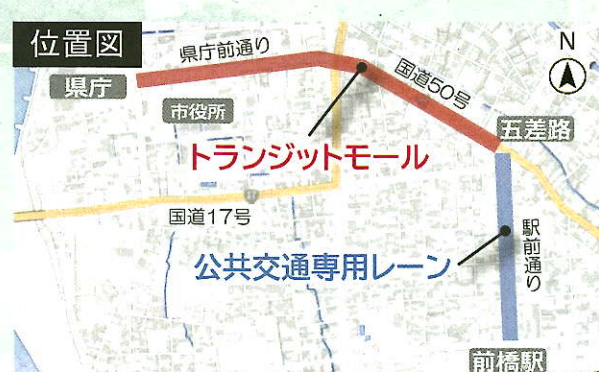 位置図
N
県庁前通り
県庁
国道50号
市役所
五差路
トランジットモール
国道17号
駅前通り
公共交通専用レーン
前橋駅